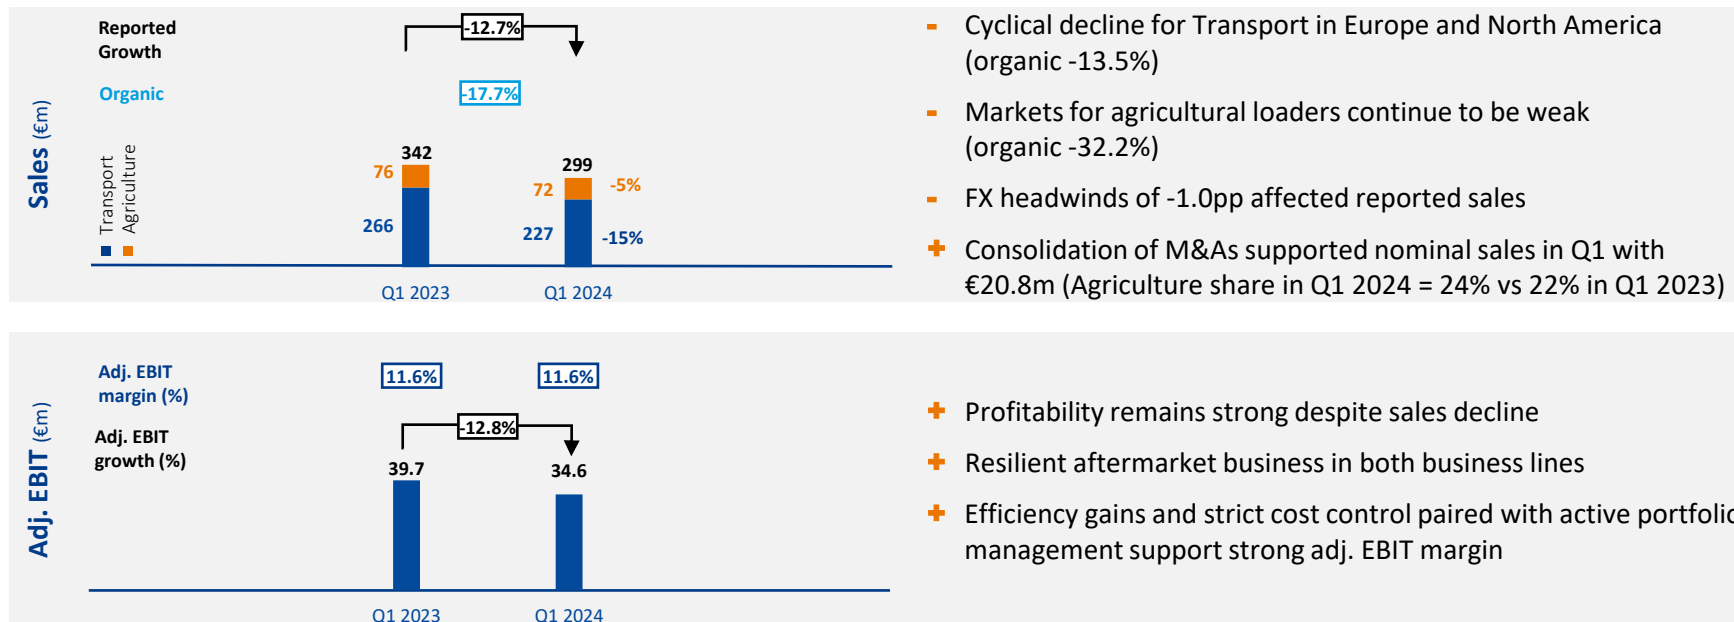 Reported
Growth
-12.7%
Organic
-17.7%
Sales (€m)
Transport
Agriculture
342
76
266
299
72
-5%
227
-15%
Q1 2023
Q1 2024
- Cyclical decline for Transport in Europe and North America
(organic -13.5%)
- Markets for agricultural loaders continue to be weak
(organic -32.2%)
- FX headwinds of -1.0pp affected reported sales
+ Consolidation of M&As supported nominal sales in Q1 with
€20.8m (Agriculture share in Q1 2024 = 24% vs 22% in Q1 2023)
Adj. EBIT (€m)
Adj. EBIT
margin (%)
11.6%
11.6%
Adj. EBIT
growth (%)
-12.8%
39.7
34.6
Q1 2023
Q1 2024
+ Profitability remains strong despite sales decline
+ Resilient aftermarket business in both business lines
+ Efficiency gains and strict cost control paired with active portfolio
management support strong adj. EBIT margin